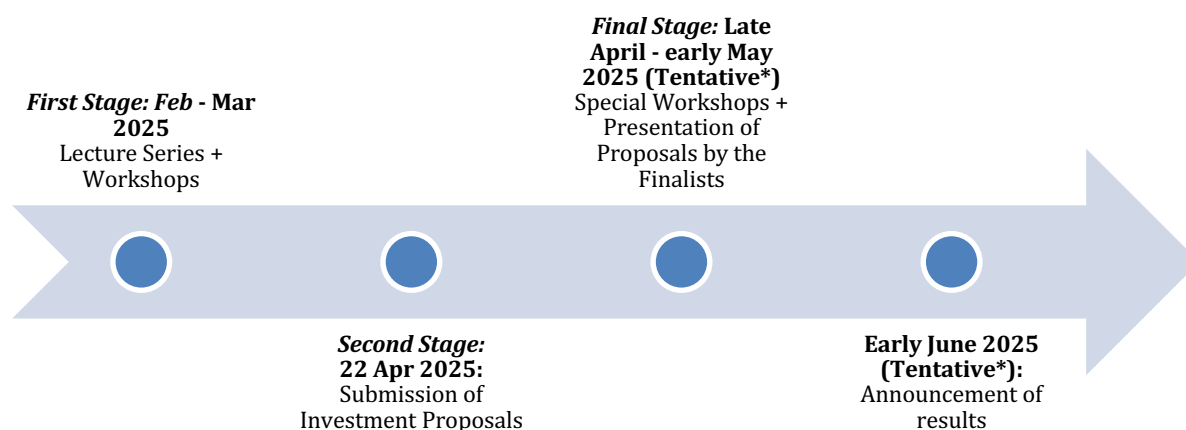 First Stage: Feb - Mar
2025
Lecture Series +
Workshops
Second Stage:
22 Apr 2025:
Submission of
Investment Proposals
Final Stage: Late
April - early May
2025 (Tentative*)
Special Workshops +
Presentation of
Proposals by the
Finalists
Early June 2025
(Tentative*):
Announcement of
results